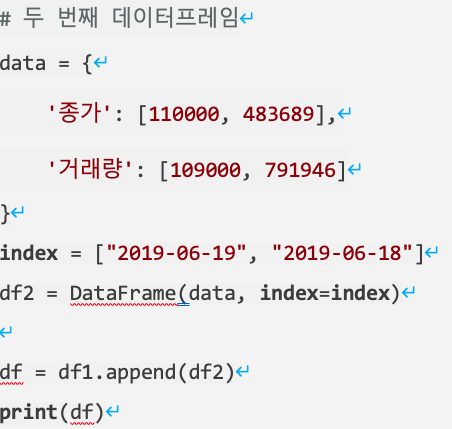 # 두 번째 데이터프레임↵
data = {↵
    '종가': [110000, 483689],↵
    '거래량': [109000, 791946]
}↵
index = ["2019-06-19", "2019-06-18"]↵
df2 = DataFrame(data, index=index)↵
↵
df = df1.append(df2)↵
print(df)↵